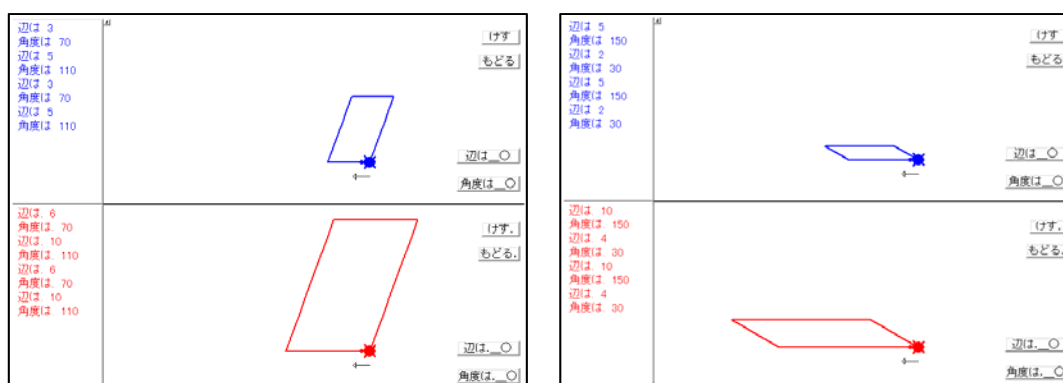 辺は 3
角度は 70
辺は 5
角度は 110
辺は 3
角度は 70
辺は 5
角度は 110
けす
もどる
辺は__○
角度は__○
辺は. 6
角度は. 70
辺は. 10
角度は. 110
辺は. 6
角度は. 70
辺は. 10
角度は. 110
けす.
もどる.
辺は.__○
角度は.__○
辺は 5
角度は 150
辺は 2
角度は 30
辺は 5
角度は 150
辺は 2
角度は 30
けす
もどる
辺は__○
角度は__○
辺は. 10
角度は. 150
辺は. 4
角度は. 30
辺は. 10
角度は. 150
辺は. 4
角度は. 30
けす.
もどる.
辺は.__○
角度は.__○